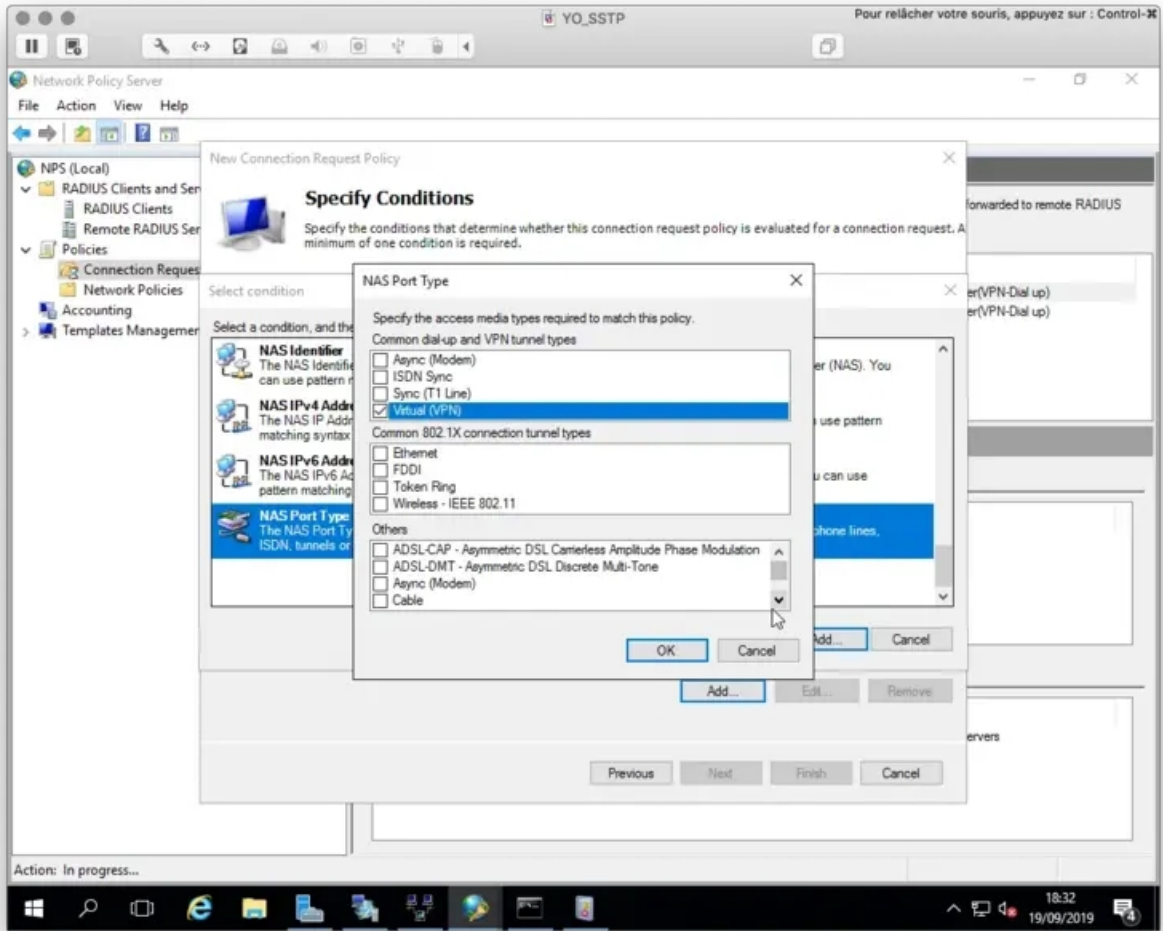 YO_SSTP
Pour relâcher votre souris, appuyez sur : Control-⌘
Network Policy Server
File Action View Help
NPS (Local)
RADIUS Clients and Ser
RADIUS Clients
Remote RADIUS Ser
Policies
Connection Reques
Network Policies
Accounting
Templates Managemer
forwarded to remote RADIUS
er(VPN-Dial up)
er(VPN-Dial up)
ervers
New Connection Request Policy
Specify Conditions
Specify the conditions that determine whether this connection request policy is evaluated for a connection request. A
minimum of one condition is required.
Select condition
Select a condition, and the
NAS Identifier
The NAS Identifie
er (NAS). You
can use pattern m
NAS IPv4 Addre
The NAS IP Addr
use pattern
matching syntax
NAS IPv6 Addre
The NAS IPv6 Ad
u can use
pattern matching
NAS Port Type
The NAS Port Ty
phone lines,
ISDN, tunnels or
Add... Cancel
NAS Port Type
Specify the access media types required to match this policy.
Common dial-up and VPN tunnel types
Async (Modem)
ISDN Sync
Sync (T1 Line)
Virtual (VPN)
Common 802.1X connection tunnel types
Ethernet
FDDI
Token Ring
Wireless - IEEE 802.11
Others
ADSL-CAP - Asymmetric DSL Carrierless Amplitude Phase Modulation
ADSL-DMT - Asymmetric DSL Discrete Multi-Tone
Async (Modem)
Cable
OK Cancel
Add... Edit... Remove
Previous Next Finish Cancel
Action: In progress...
18:32
19/09/2019
4